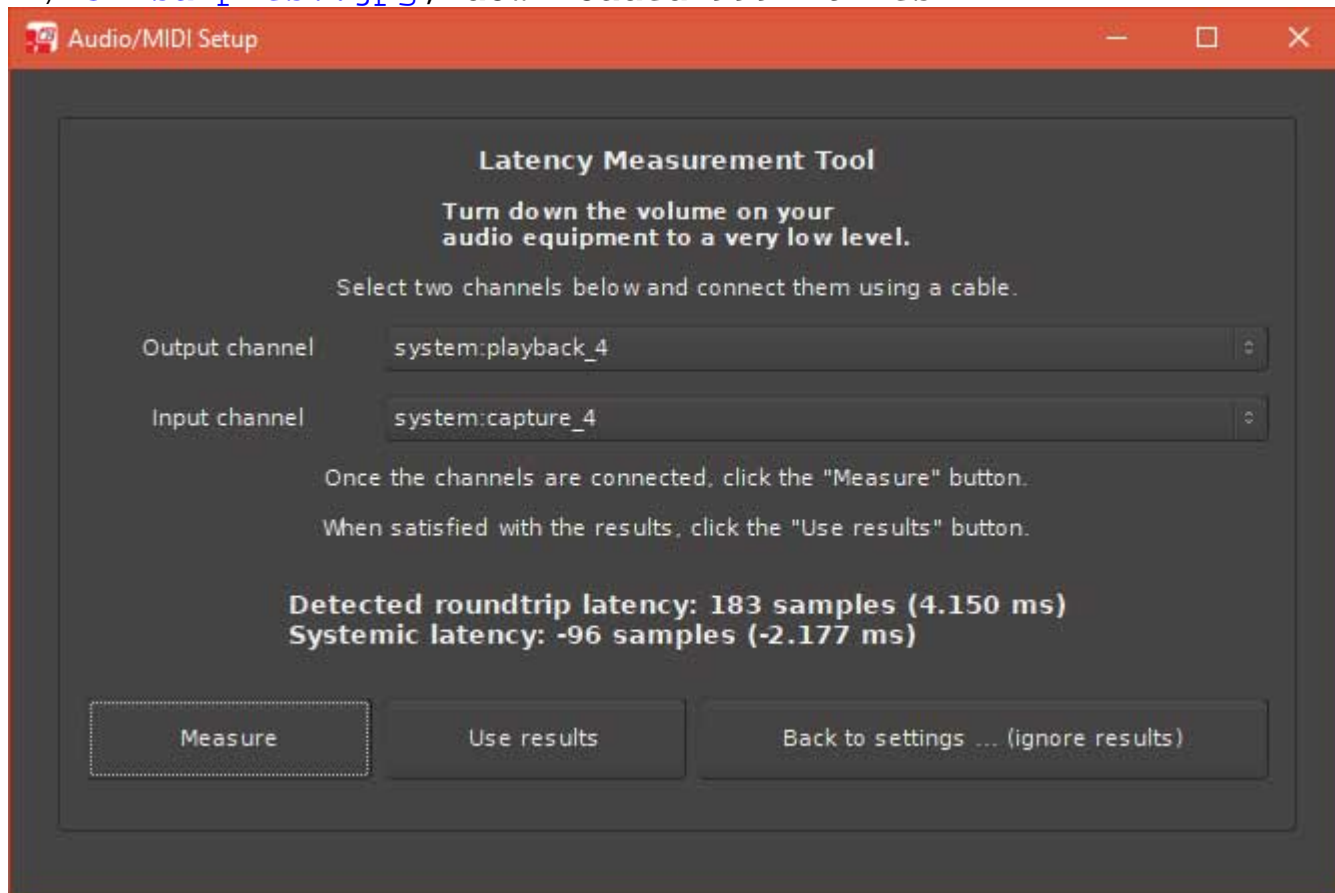 Audio/MIDI Setup
Latency Measurement Tool
Turn down the volume on your
audio equipment to a very low level.
Select two channels below and connect them using a cable.
Output channel system:playback_4
Input channel system:capture_4
Once the channels are connected, click the "Measure" button.
When satisfied with the results, click the "Use results" button.
Detected roundtrip latency: 183 samples (4.150 ms)
Systemic latency: -96 samples (-2.177 ms)
Measure Use results Back to settings ... (ignore results)